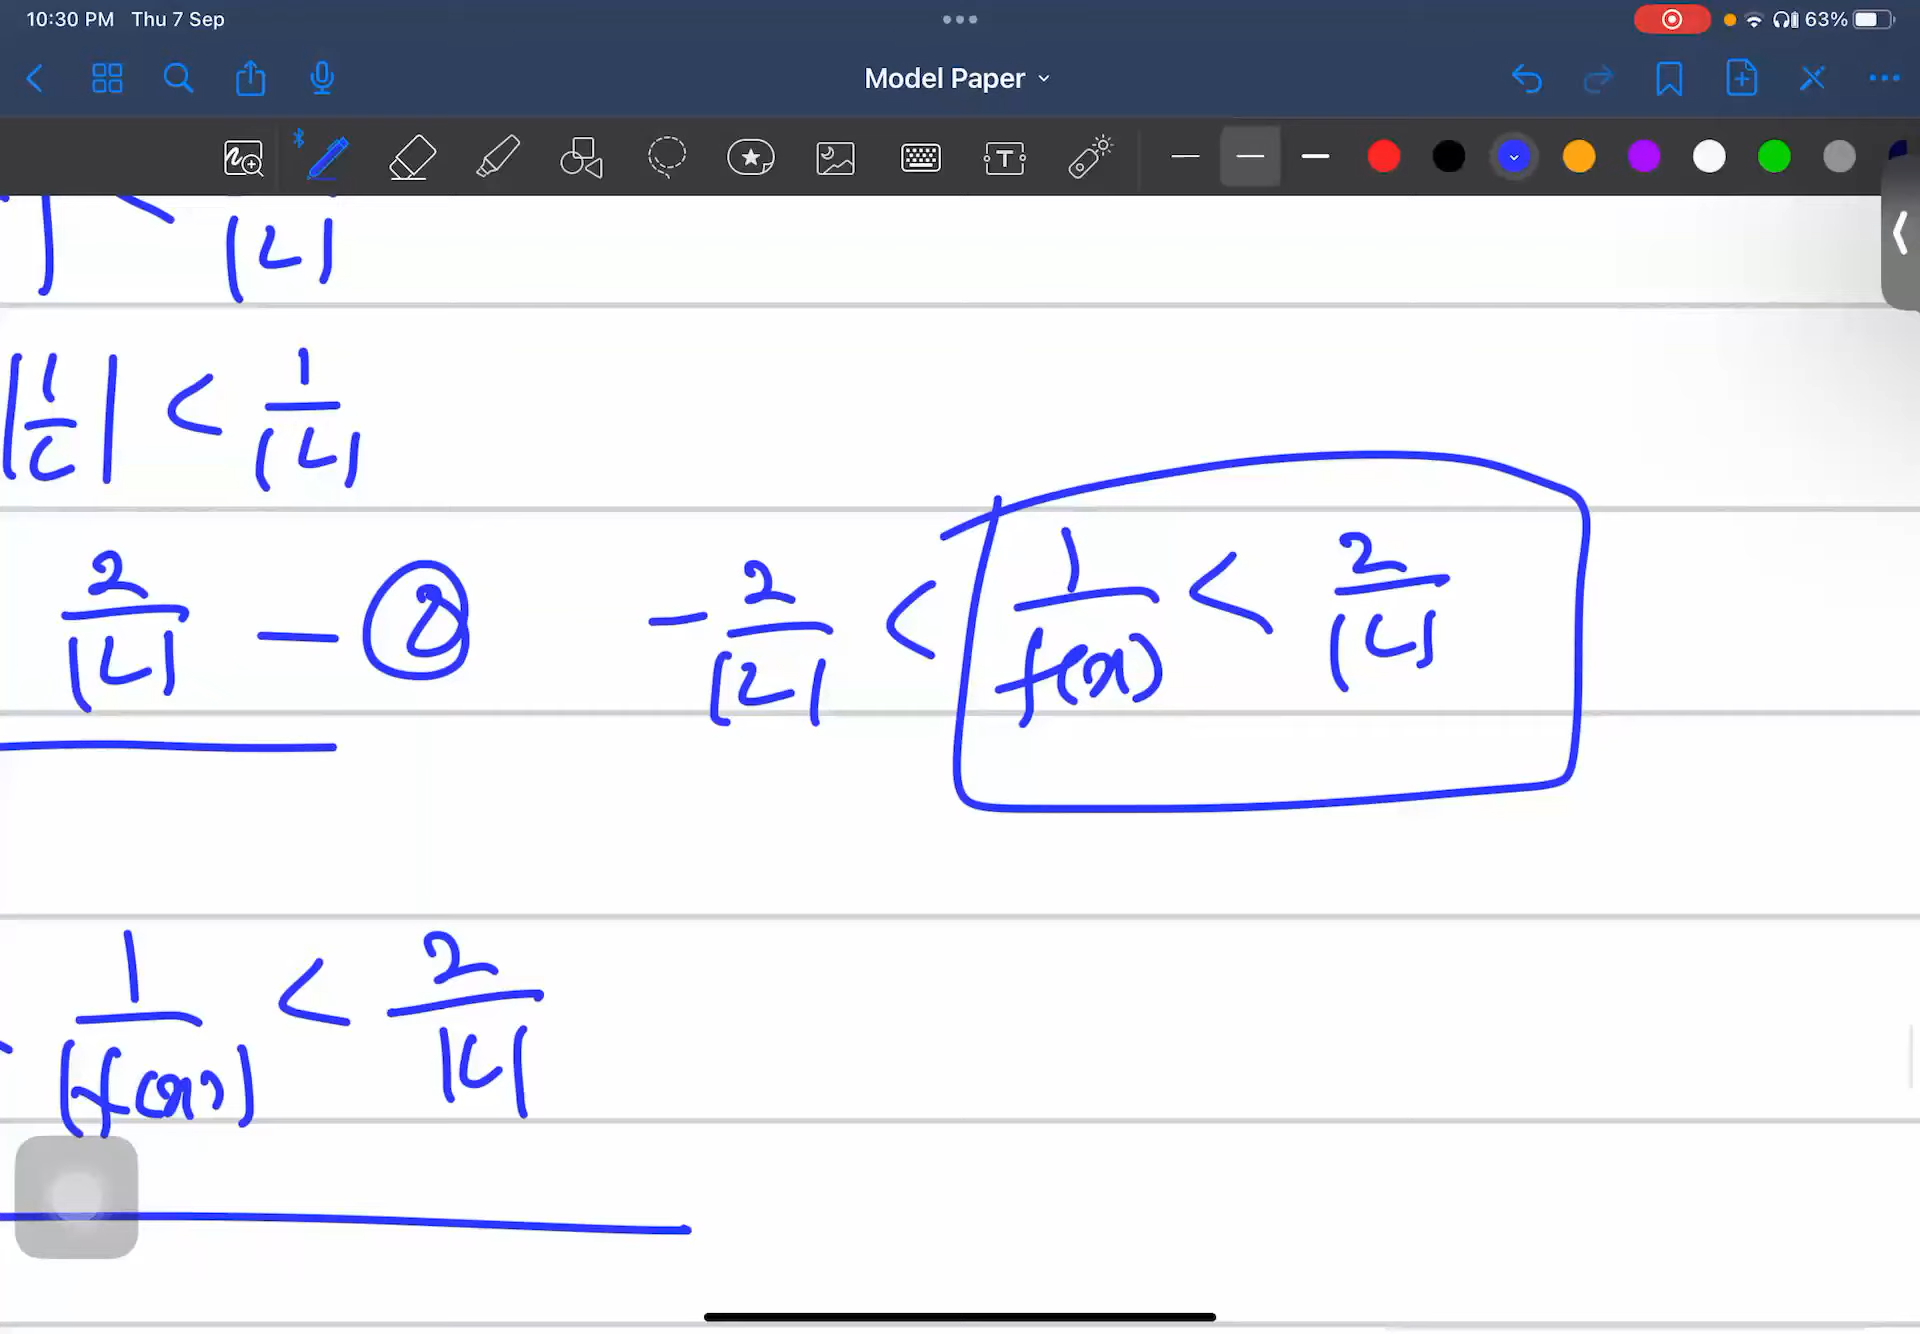 10:30 PM Thu 7 Sep
63%
Model Paper
T
< |L|
|1/L| < 1/|L|
2/|L| — ② -2/|L| < 1/f(x) < 2/|L|
1/|f(x)| < 2/|L|